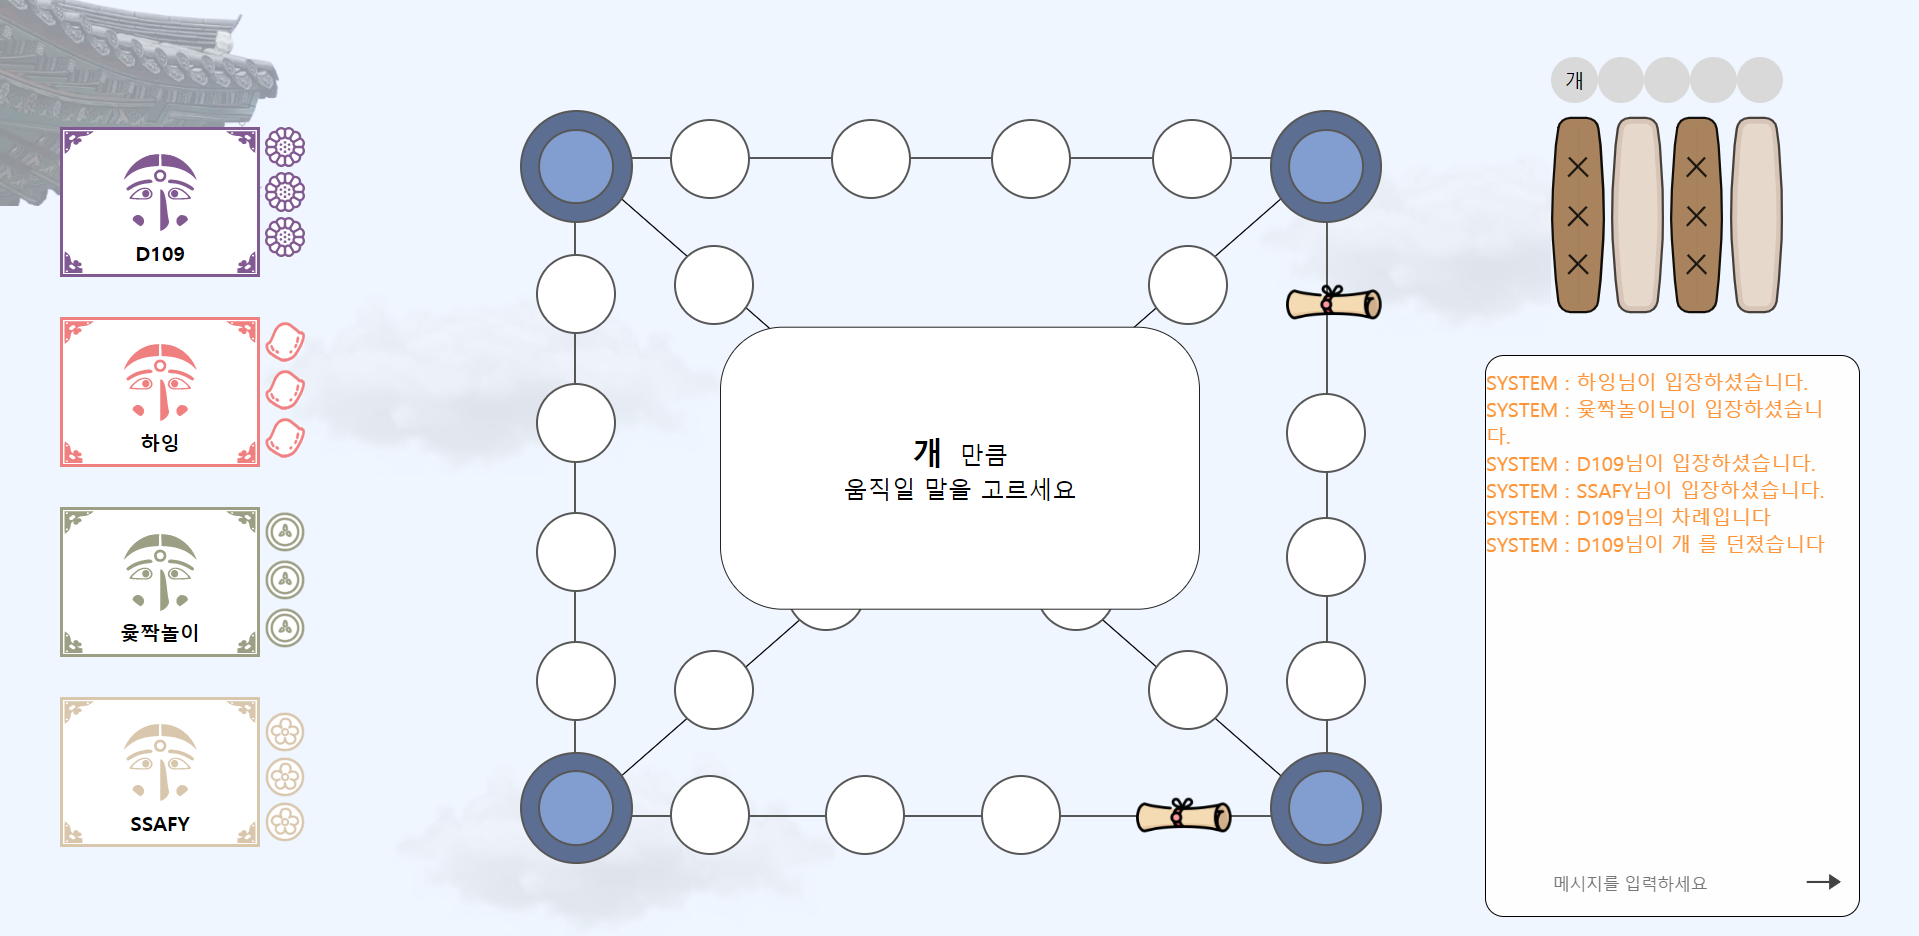 D109
하잉
윷짝놀이
SSAFY
개 만큼
움직일 말을 고르세요
개
SYSTEM : 하잉님이 입장하셨습니다.
SYSTEM : 윷짝놀이님이 입장하셨습니
다.
SYSTEM : D109님이 입장하셨습니다.
SYSTEM : SSAFY님이 입장하셨습니다.
SYSTEM : D109님의 차례입니다
SYSTEM : D109님이 개 를 던졌습니다
메시지를 입력하세요